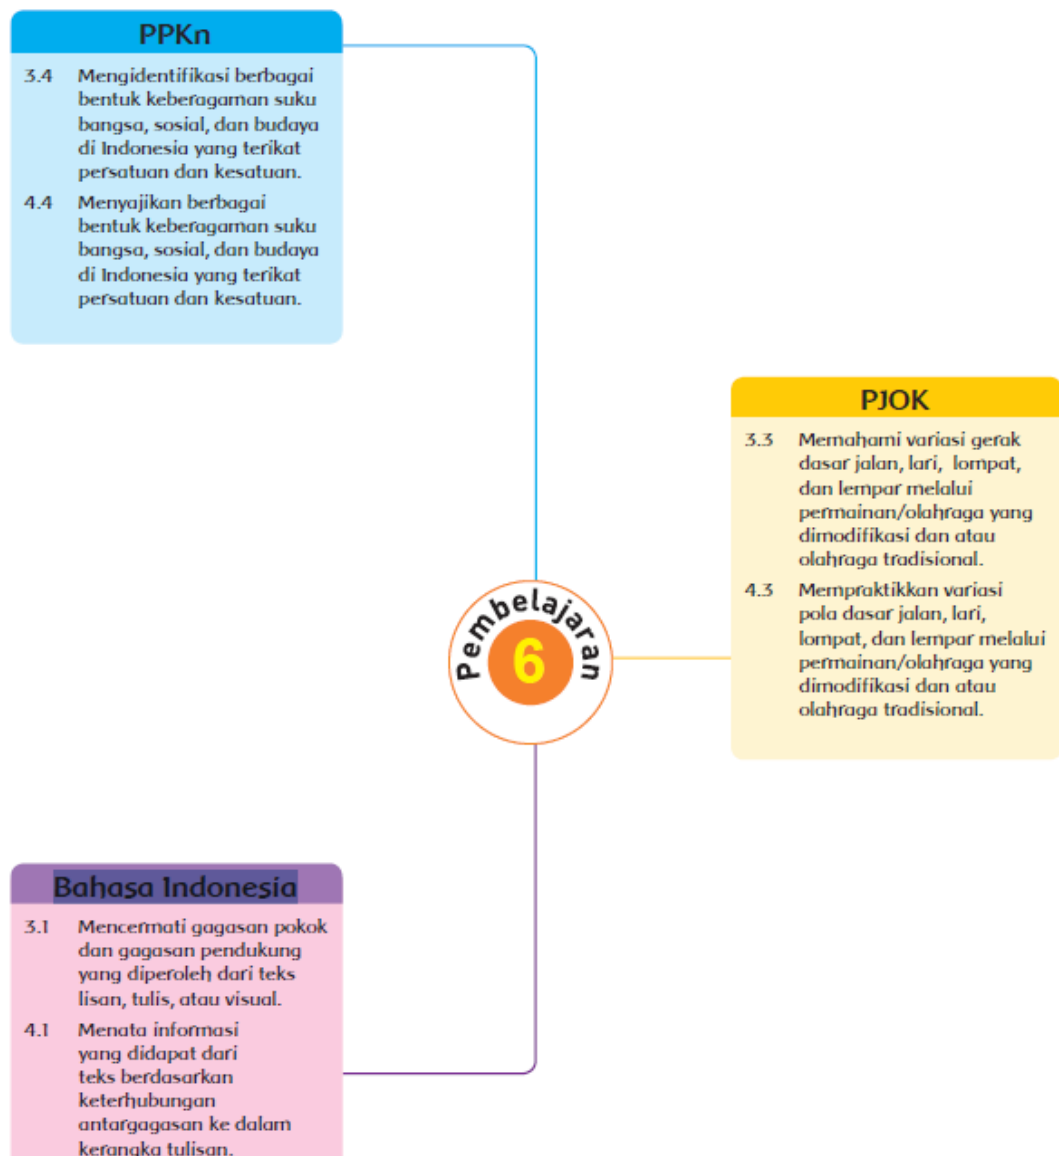 PPKn
3.4 Mengidentifikasi berbagai
bentuk keberagaman suku
bangsa, sosial, dan budaya
di Indonesia yang terikat
persatuan dan kesatuan.
4.4 Menyajikan berbagai
bentuk keberagaman suku
bangsa, sosial, dan budaya
di Indonesia yang terikat
persatuan dan kesatuan.
PJOK
3.3 Memahami variasi gerak
dasar jalan, lari, lompat,
dan lempar melalui
permainan/olahraga yang
dimodifikasi dan atau
olahraga tradisional.
4.3 Mempraktikkan variasi
pola dasar jalan, lari,
lompat, dan lempar melalui
permainan/olahraga yang
dimodifikasi dan atau
olahraga tradisional.
Pembelajaran
6
Bahasa Indonesia
3.1 Mencermati gagasan pokok
dan gagasan pendukung
yang diperoleh dari teks
lisan, tulis, atau visual.
4.1 Menata informasi
yang didapat dari
teks berdasarkan
keterhubungan
antargagasan ke dalam
kerangka tulisan.